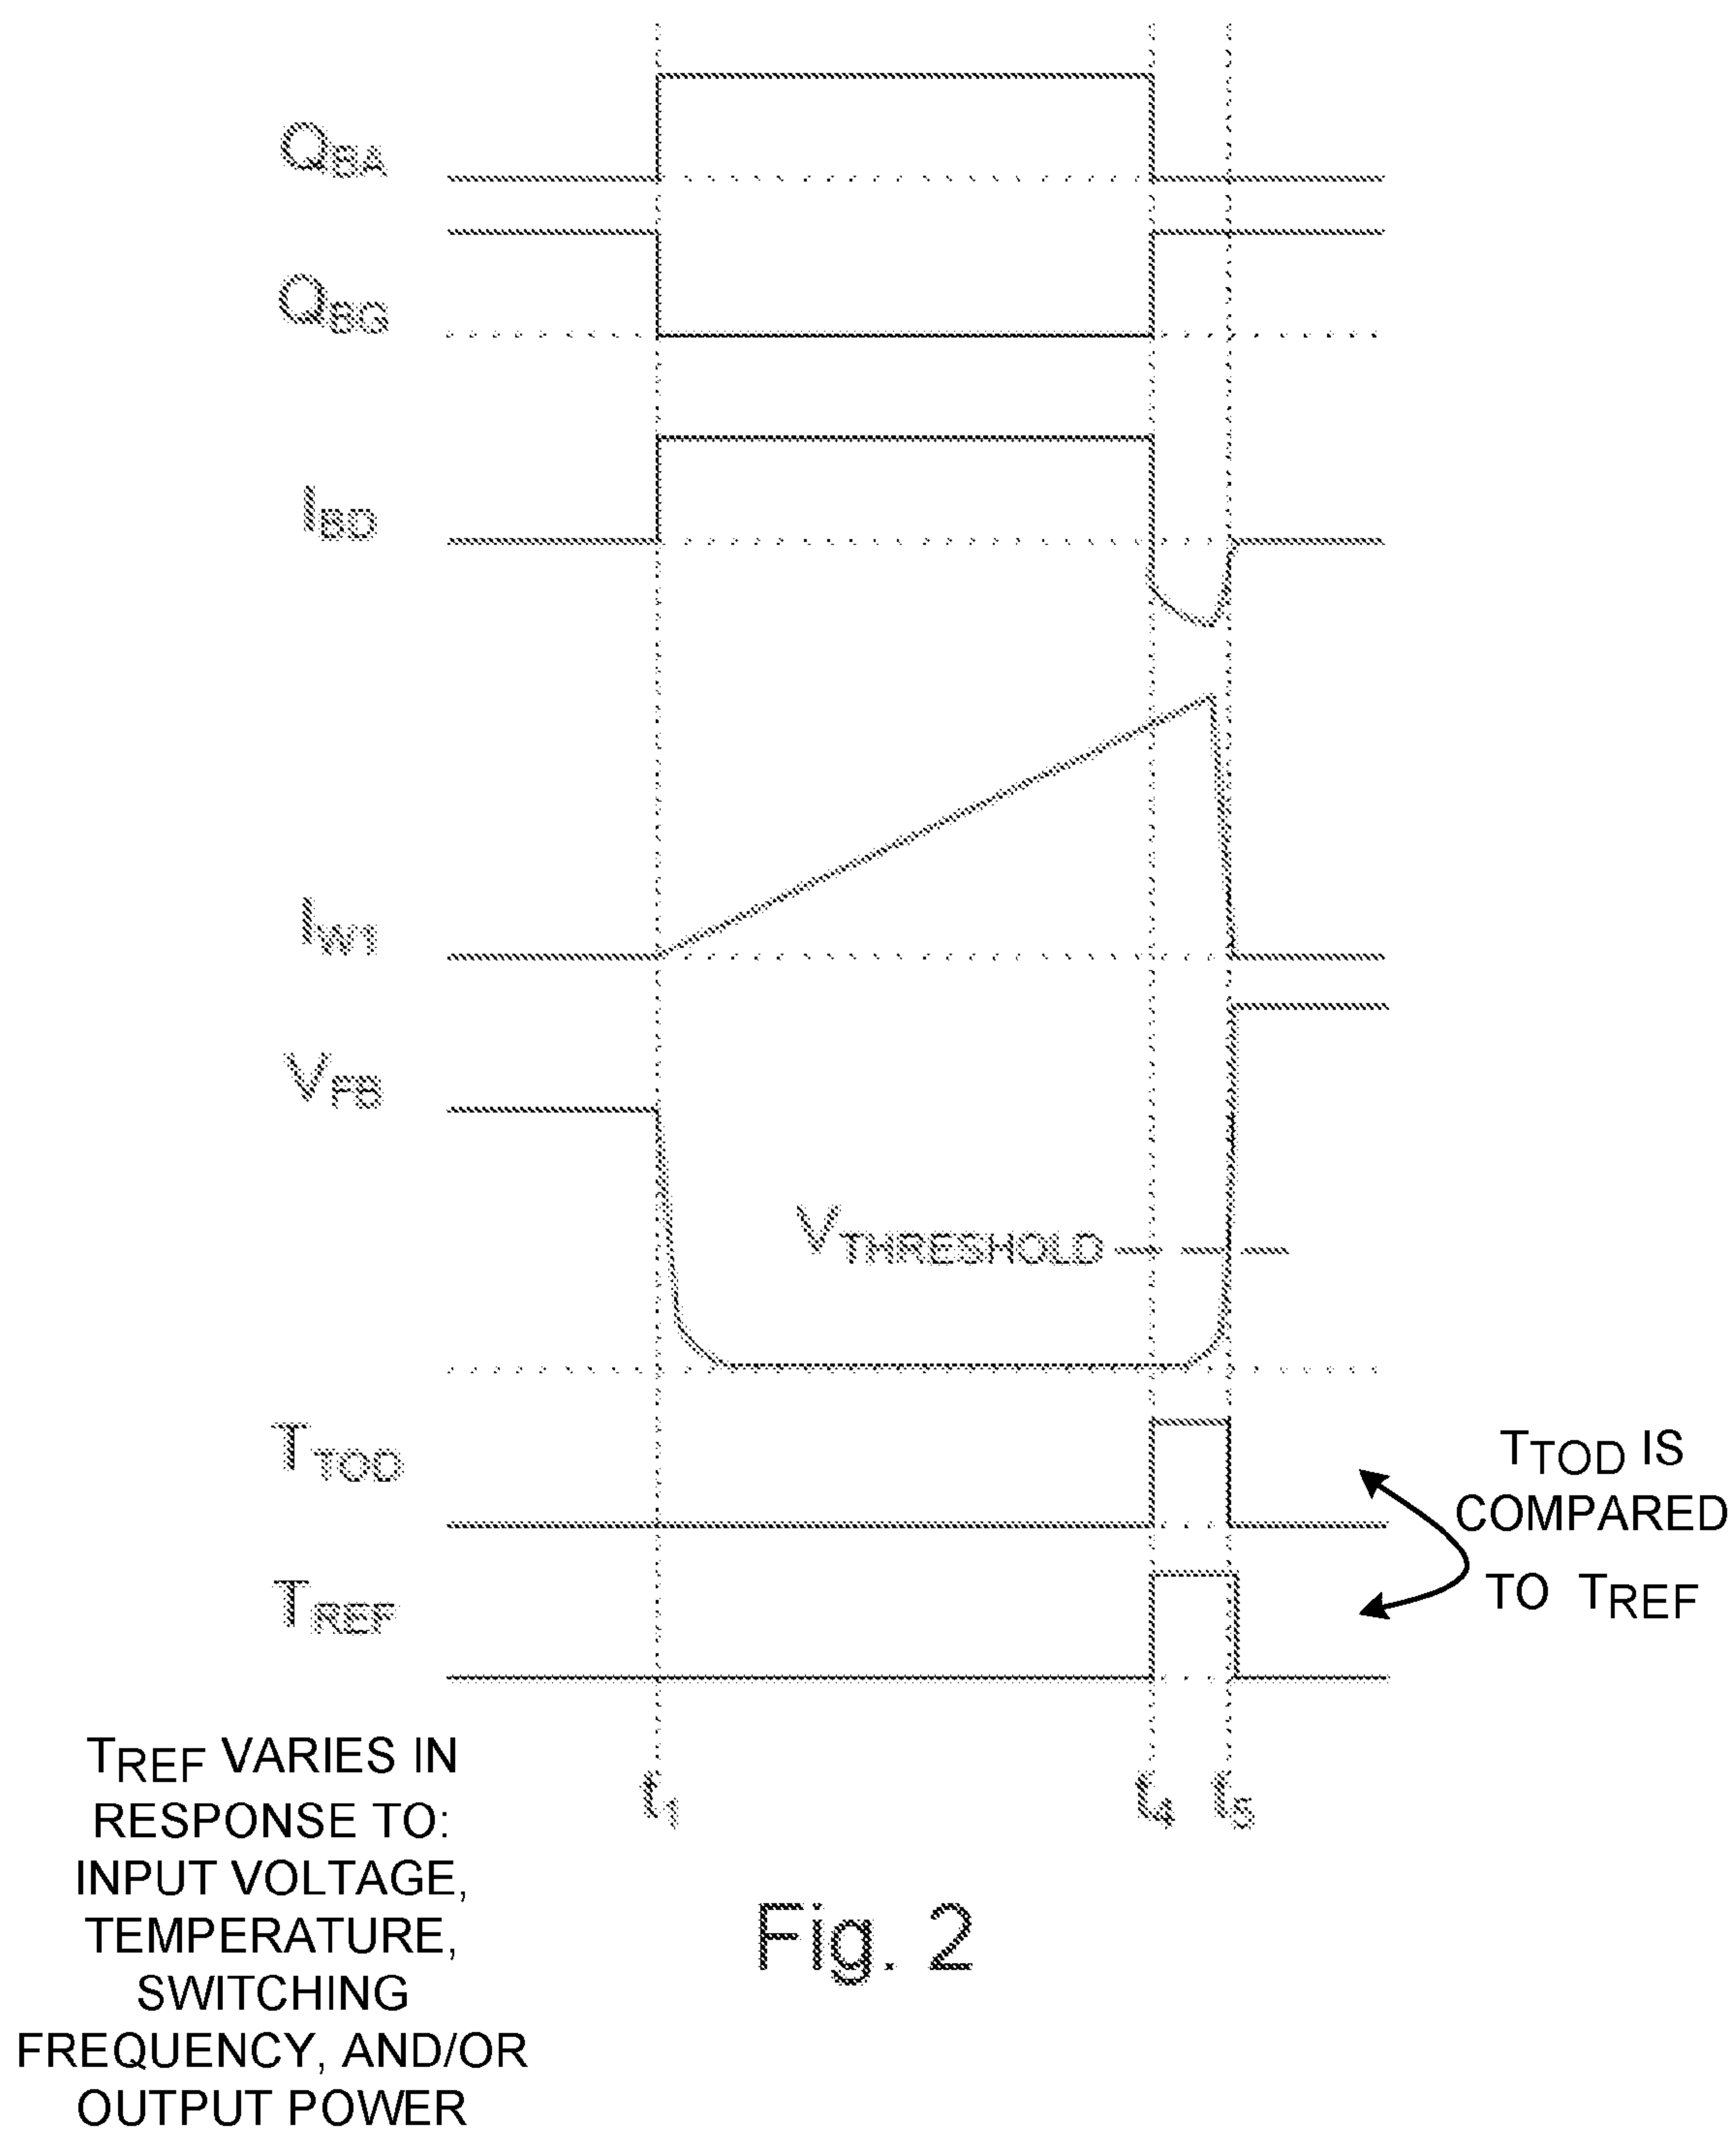 QBA
QBG
IBD
IW1
VFB
VTHRESHOLD
TTOD
TREF
TTOD IS
COMPARED
TO TREF
t1 t4 t5
TREF VARIES IN
RESPONSE TO:
INPUT VOLTAGE,
TEMPERATURE,
SWITCHING
FREQUENCY, AND/OR
OUTPUT POWER
Fig. 2